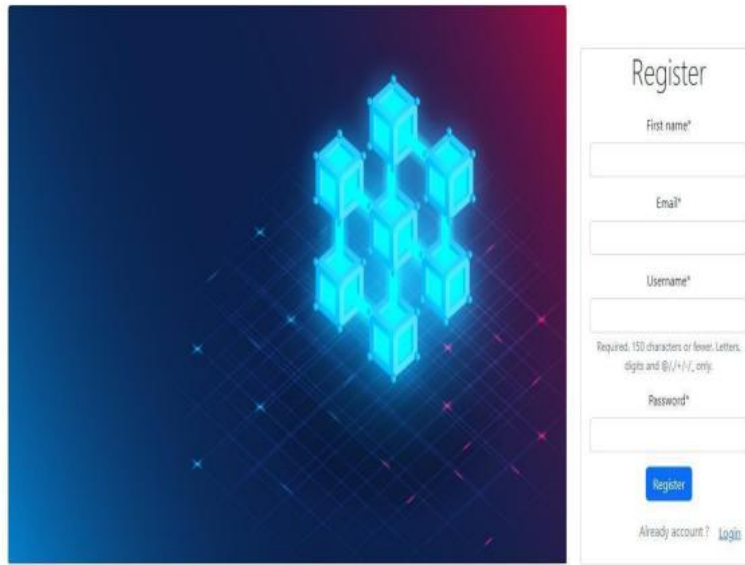 Register
First name*
Email*
Username*
Required. 150 characters or fewer. Letters,
digits and @/./+/-/_ only.
Password*
Register
Already account ? Login